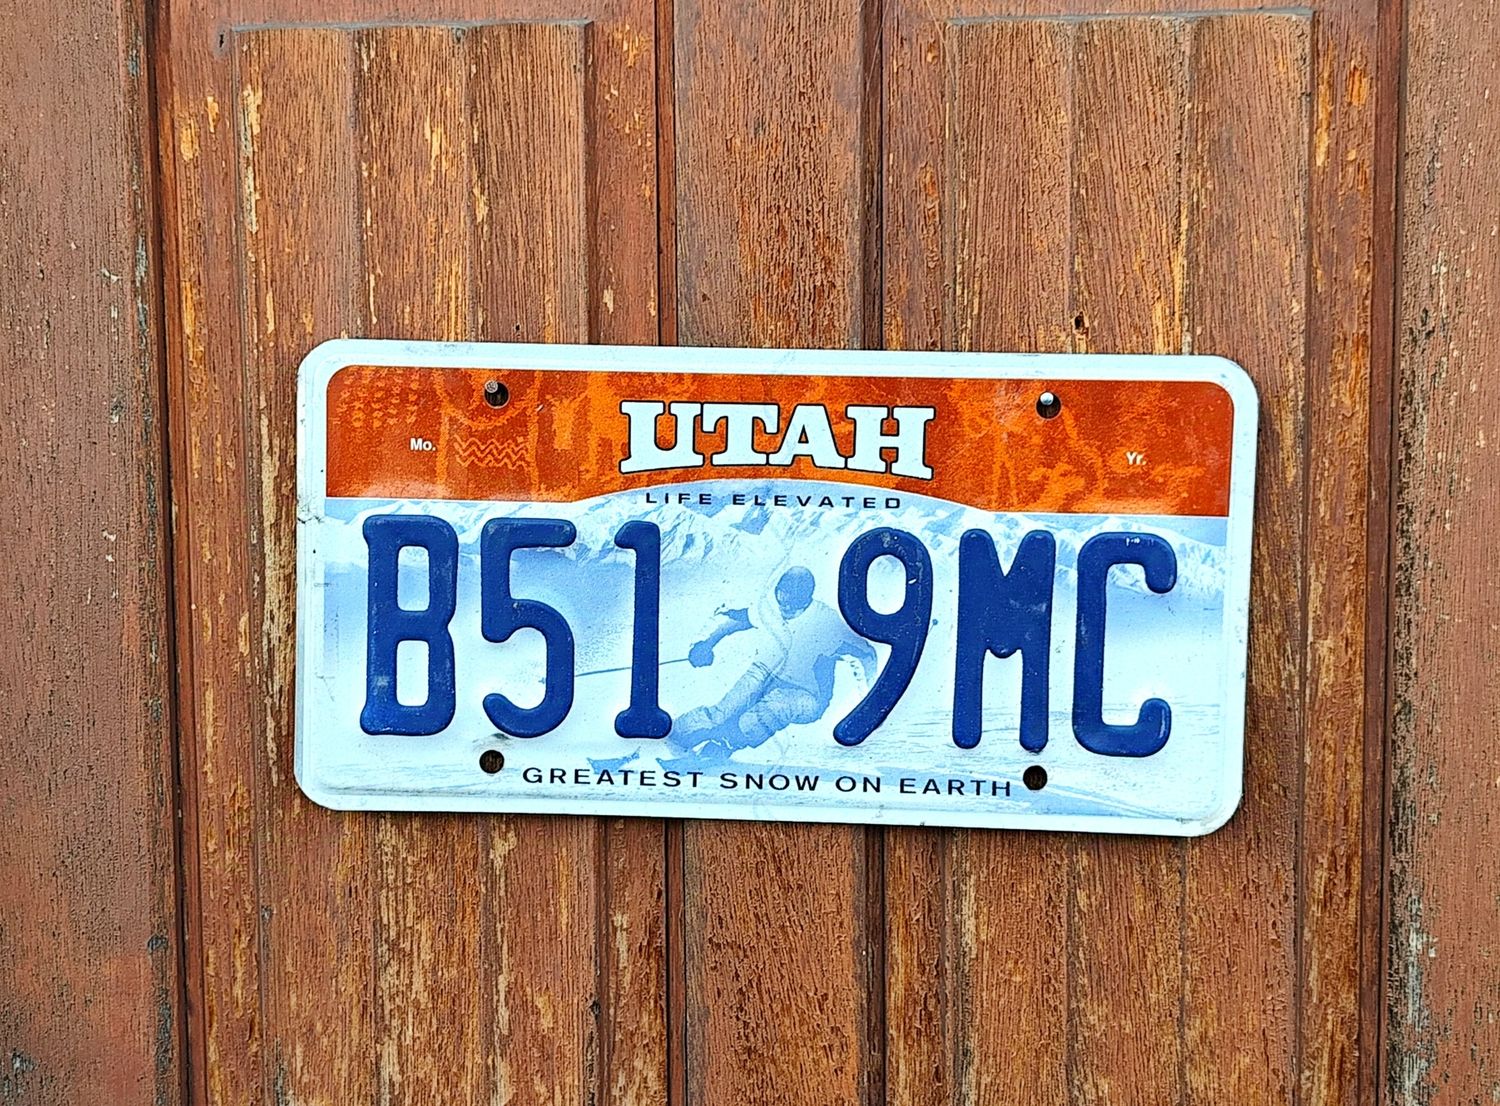 UTAH
Mo. Yr.
LIFE ELEVATED
B51 9MC
GREATEST SNOW ON EARTH